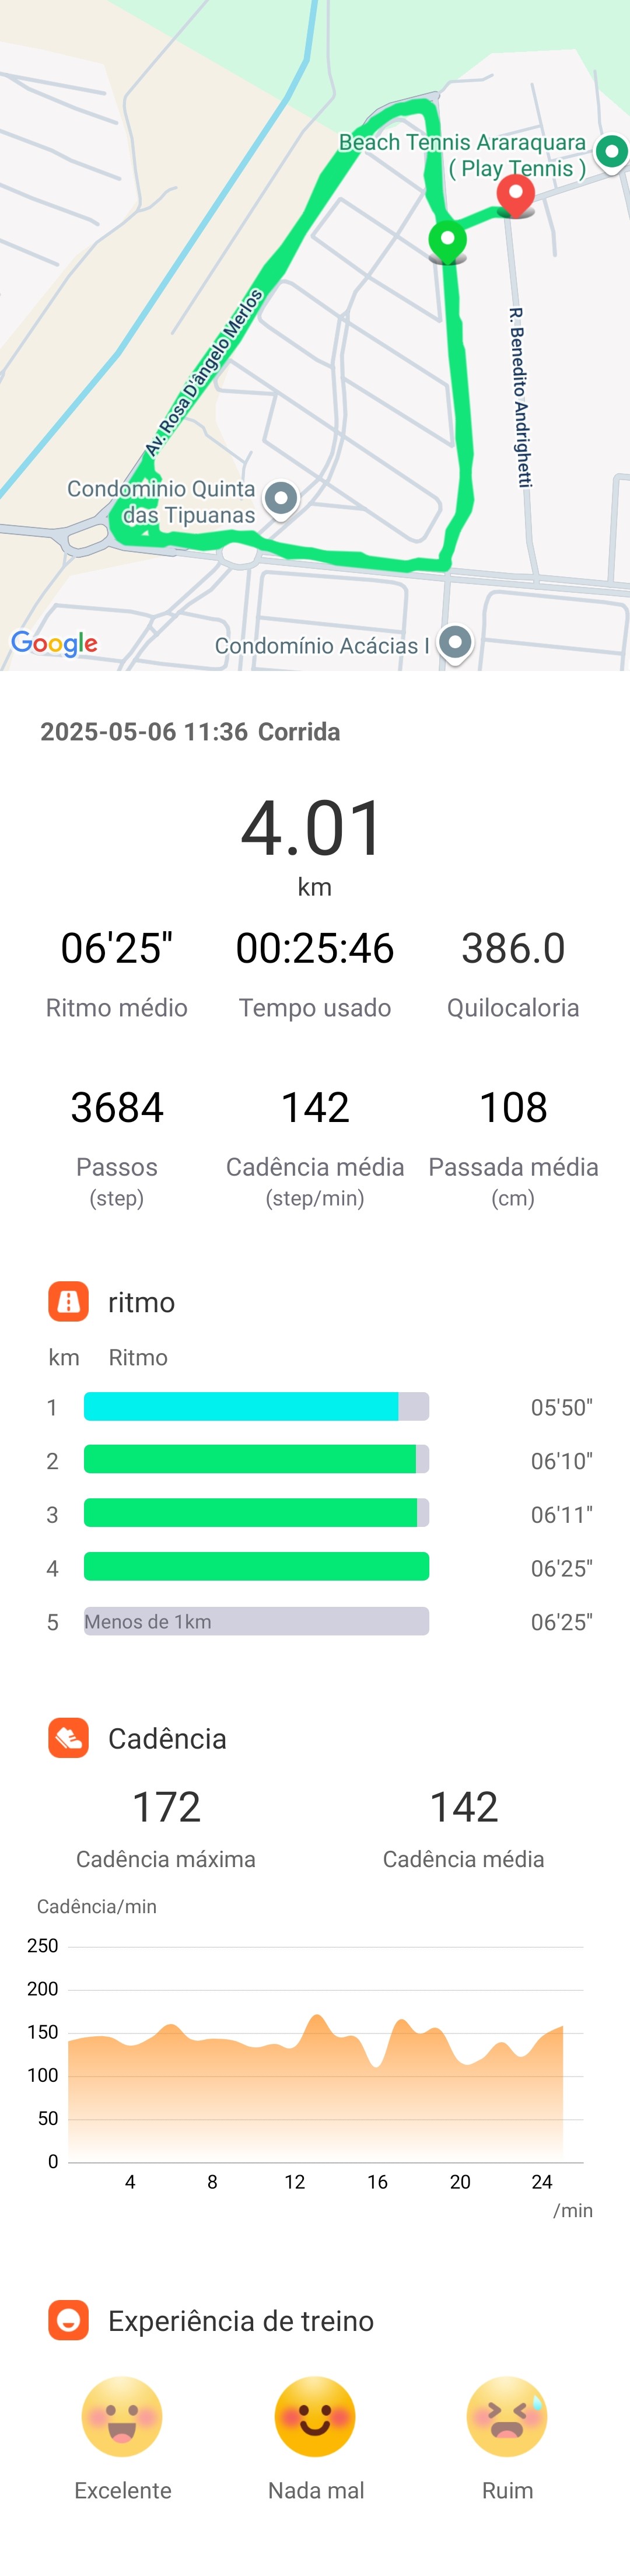 Beach Tennis Araraquara
( Play Tennis )
Av. Rosa D'ângelo Merlos
R. Benedito Andrighetti
Condominio Quinta
das Tipuanas
Google
Condomínio Acácias I
2025-05-06 11:36 Corrida
4.01
km
06'25" 00:25:46 386.0
Ritmo médio Tempo usado Quilocaloria
3684 142 108
Passos Cadência média Passada média
(step) (step/min) (cm)
ritmo
km Ritmo
1 05'50"
2 06'10"
3 06'11"
4 06'25"
5 Menos de 1km 06'25"
Cadência
172 142
Cadência máxima Cadência média
Cadência/min
250
200
150
100
50
0
4 8 12 16 20 24
/min
Experiência de treino
Excelente Nada mal Ruim